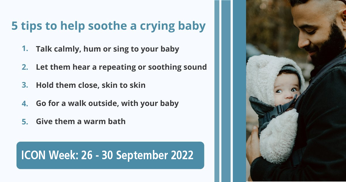 5 tips to help soothe a crying baby
1. Talk calmly, hum or sing to your baby
2. Let them hear a repeating or soothing sound
3. Hold them close, skin to skin
4. Go for a walk outside, with your baby
5. Give them a warm bath
ICON Week: 26 - 30 September 2022